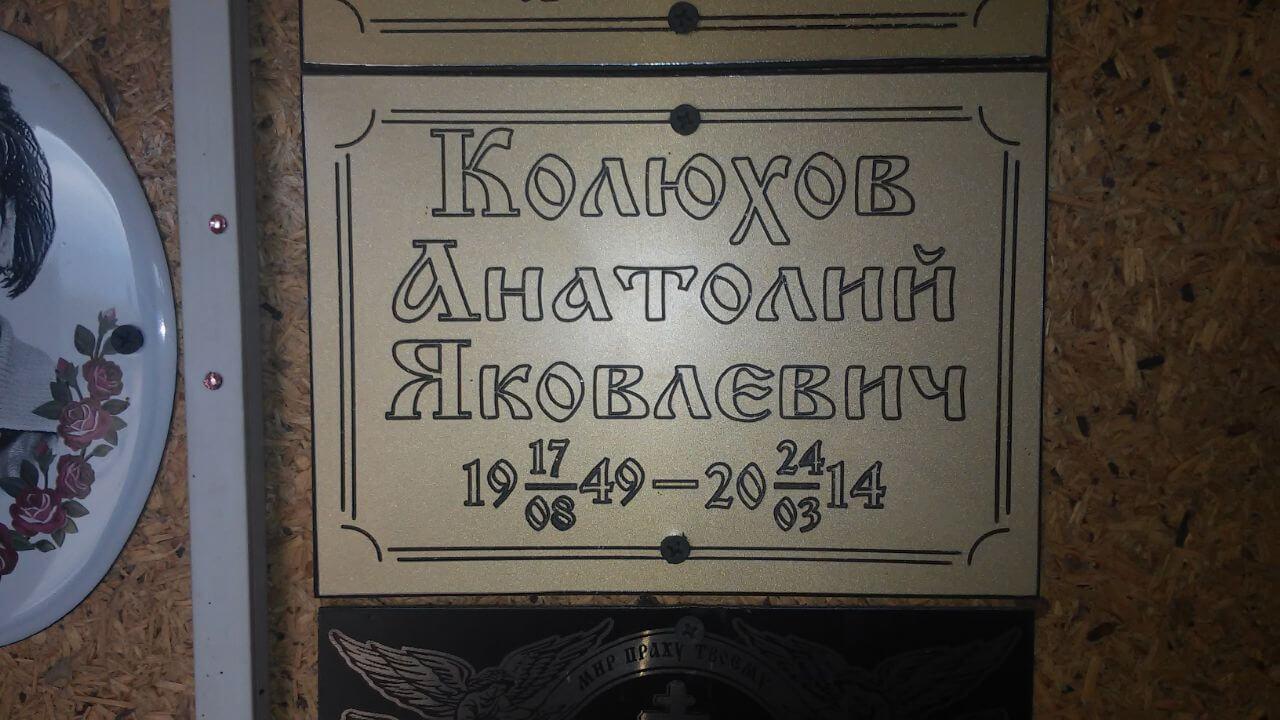 Колюхов
Анатолий
Яковлевич
19 17/08 49 — 20 24/03 14
МИР ПРАХУ ТВОЕМУ